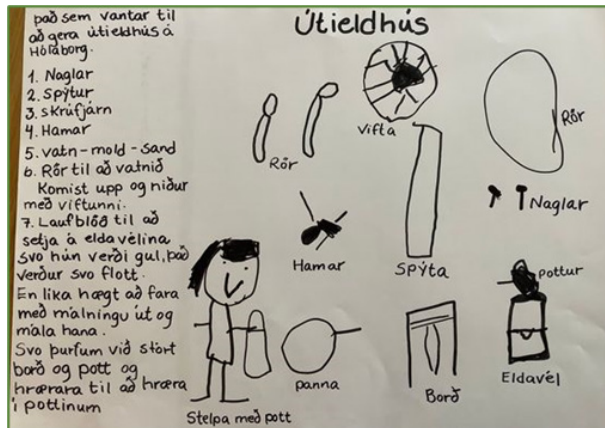 það sem vantar til
að gera útieldhús á
Hólaborg.
1. Naglar
2. Spýtur
3. skrúfjárn
4. Hamar
5. vatn-mold-sand
6. Rör til að vatnið
Komist upp og niður
með viftunni.
7. Laufblöð til að
setja á eldavélina
svo hún verði gul, það
verður svo flott.
En líka hægt að fara
með málningu út og
mála hana.
Svo þurfum við stórt
borð og pott og
hrærara til að hræra
í pottinum
Útieldhús
Vifta
Rör
Rör
Naglar
Hamar
Spýta
pottur
panna
Borð
Eldavél
Stelpa með pott